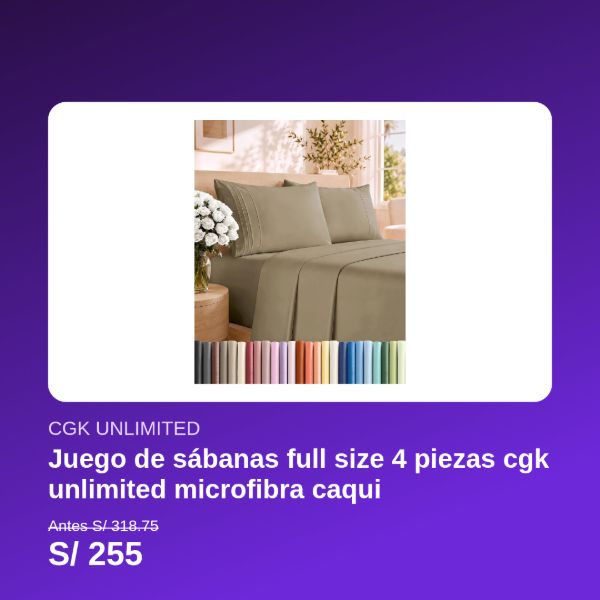 CGK UNLIMITED
Juego de sábanas full size 4 piezas cgk
unlimited microfibra caqui
Antes S/ 318.75
S/ 255